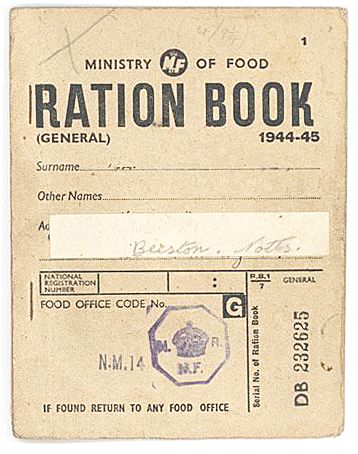 1
MINISTRY MF OF FOOD
RATION BOOK
(GENERAL) 1944-45
Surname
Other Names
Beeston. Notts.
NATIONAL REGISTRATION NUMBER
:
R.B.1
7
GENERAL
FOOD OFFICE CODE No.
G
N.M.14
M. R.
N.F.
IF FOUND RETURN TO ANY FOOD OFFICE
Serial No. of Ration Book
DB 232625